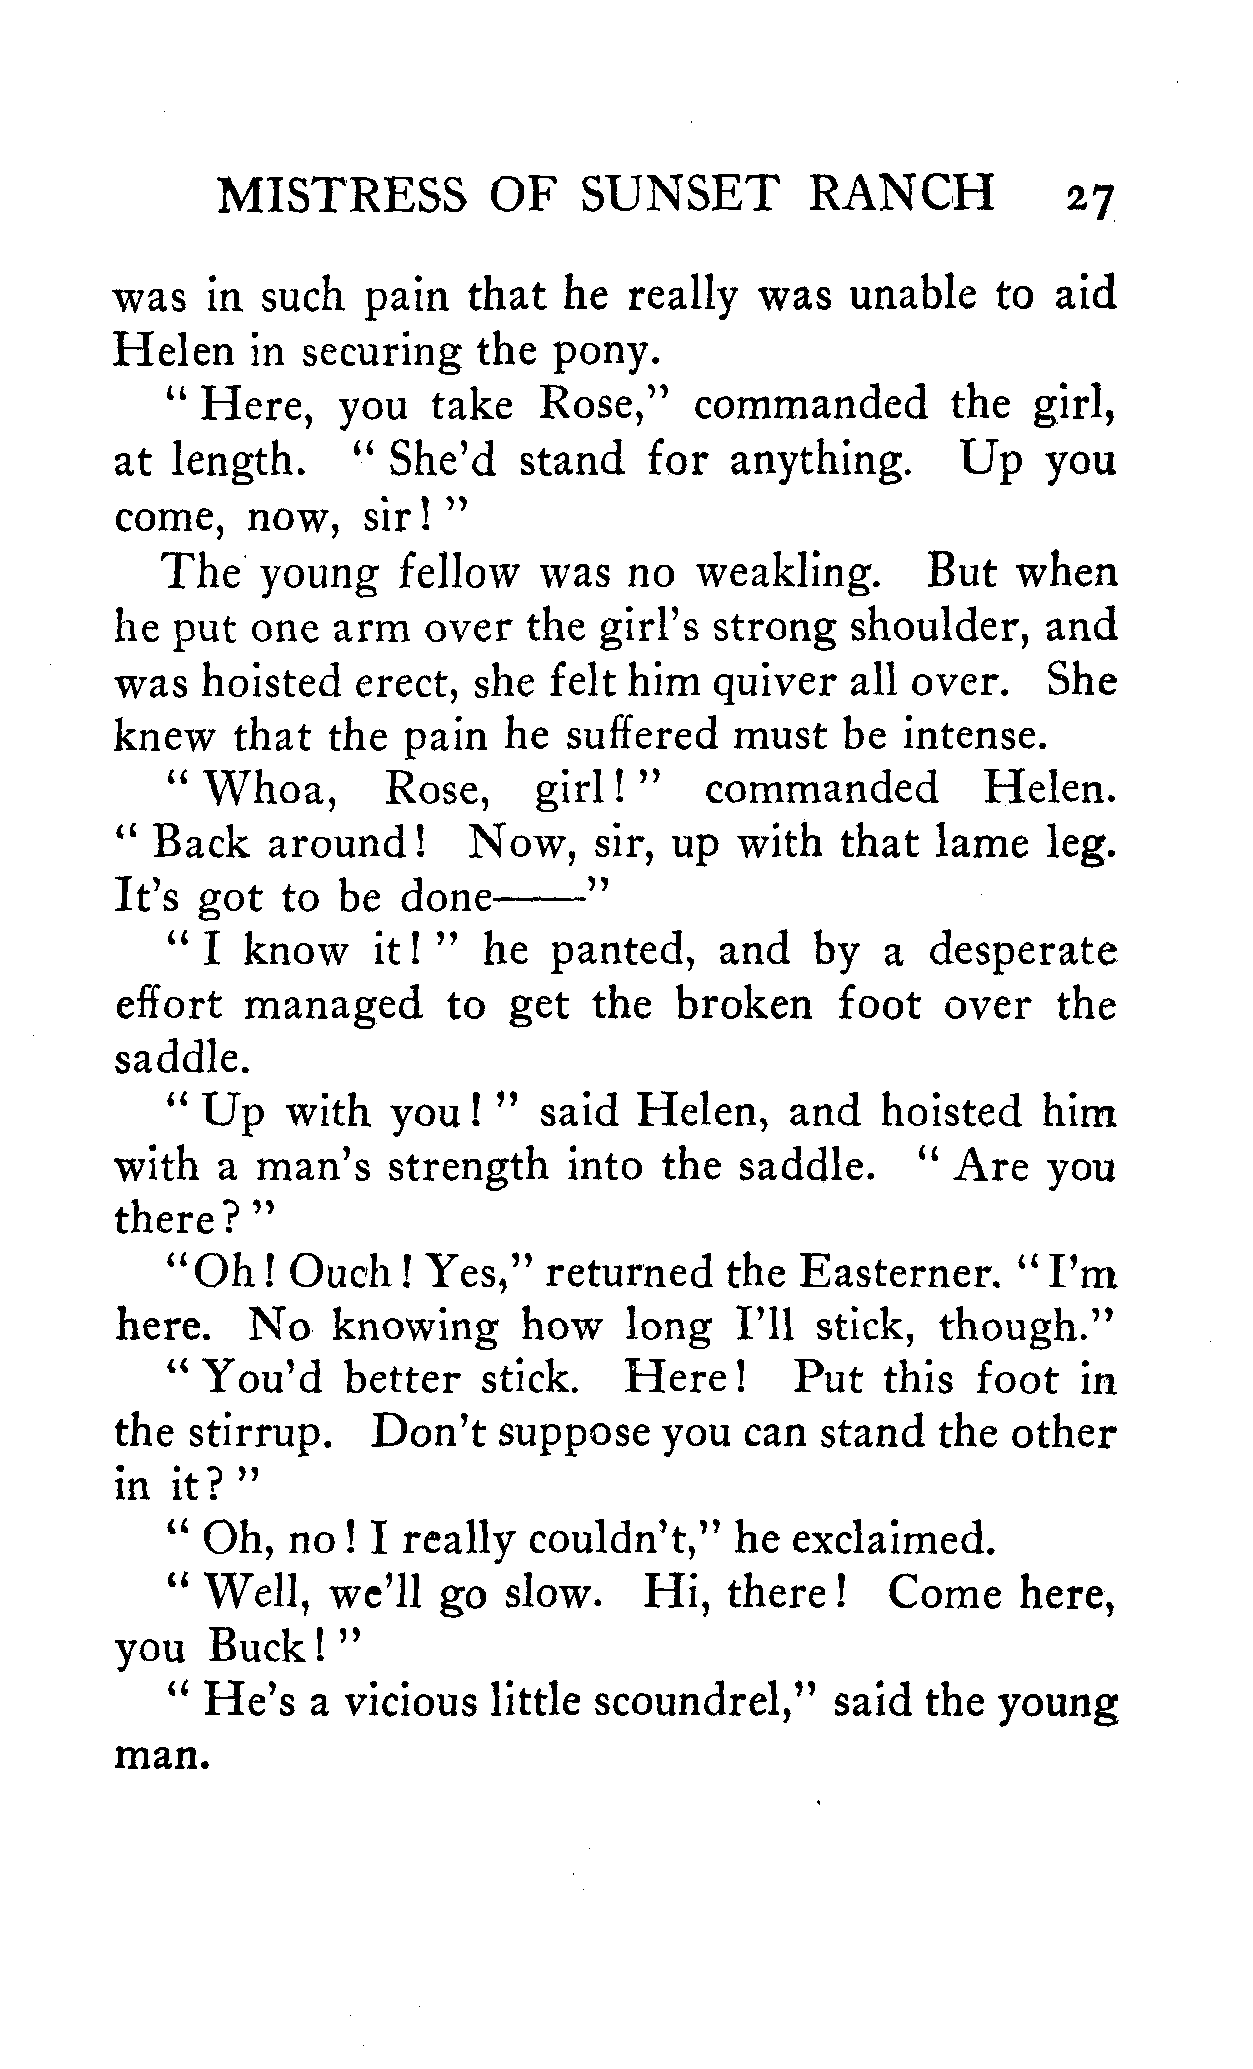 MISTRESS OF SUNSET RANCH 27
was in such pain that he really was unable to aid
Helen in securing the pony.
" Here, you take Rose," commanded the girl,
at length. " She'd stand for anything. Up you
come, now, sir! "
The young fellow was no weakling. But when
he put one arm over the girl's strong shoulder, and
was hoisted erect, she felt him quiver all over. She
knew that the pain he suffered must be intense.
" Whoa, Rose, girl! " commanded Helen.
" Back around! Now, sir, up with that lame leg.
It's got to be done——"
" I know it! " he panted, and by a desperate
effort managed to get the broken foot over the
saddle.
" Up with you! " said Helen, and hoisted him
with a man's strength into the saddle. " Are you
there? "
"Oh! Ouch! Yes," returned the Easterner. "I'm
here. No knowing how long I'll stick, though."
" You'd better stick. Here! Put this foot in
the stirrup. Don't suppose you can stand the other
in it? "
" Oh, no! I really couldn't," he exclaimed.
" Well, we'll go slow. Hi, there! Come here,
you Buck! "
" He's a vicious little scoundrel," said the young
man.